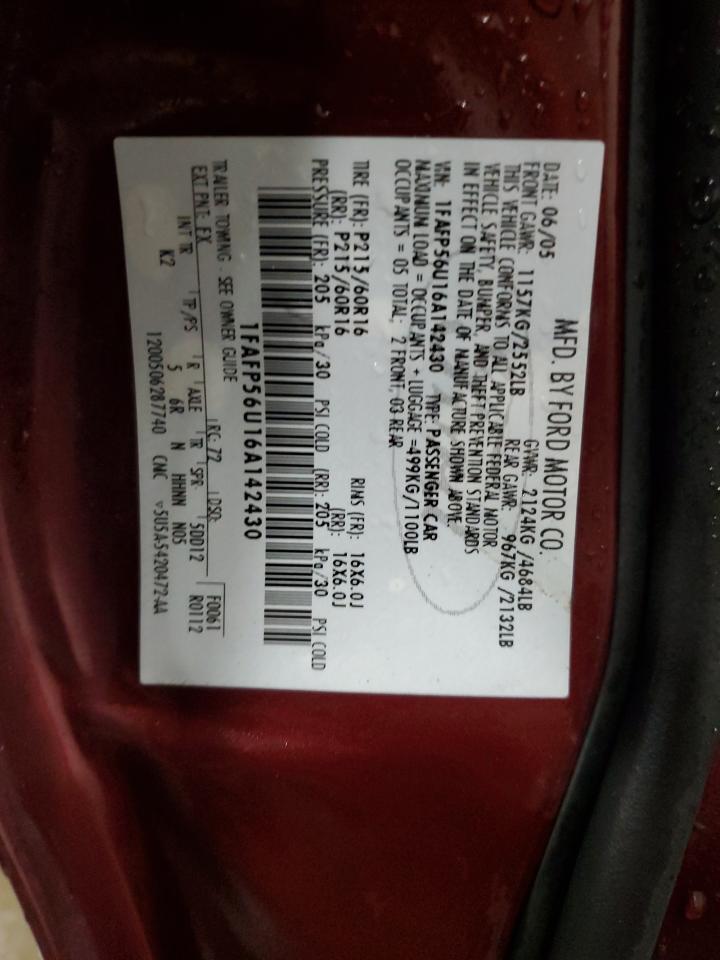 MFD. BY FORD MOTOR CO.
DATE: 06/05 GVWR: 2124KG /4684LB
FRONT GAWR: 1157KG/2552LB REAR GAWR: 967KG /2132LB
THIS VEHICLE CONFORMS TO ALL APPLICABLE FEDERAL MOTOR
VEHICLE SAFETY, BUMPER, AND THEFT PREVENTION STANDARDS
IN EFFECT ON THE DATE OF MANUFACTURE SHOWN ABOVE.
VIN: 1FAFP56U16A142430 TYPE: PASSENGER CAR
MAXIMUM LOAD = OCCUPANTS + LUGGAGE =499KG/1100LB
OCCUPANTS = 05 TOTAL: 2 FRONT, 03 REAR
TIRE (FR): P215/60R16 RIMS (FR): 16X6.0J
(RR): P215/60R16 (RR): 16X6.0J
PRESSURE (FR): 205 kPa/30 PSI COLD (RR): 205 kPa/30 PSI COLD
1FAFP56U16A142430
TRAILER TOWING - SEE OWNER GUIDE
EXT PNT: FX RC: 72 DSO: F0061
INT TR TP/PS R AXLE TR SPR 5DD12 R0112
K2 5 6R N HHNN N05
1200506287740 CNC ▿5U5A-5420472-AA